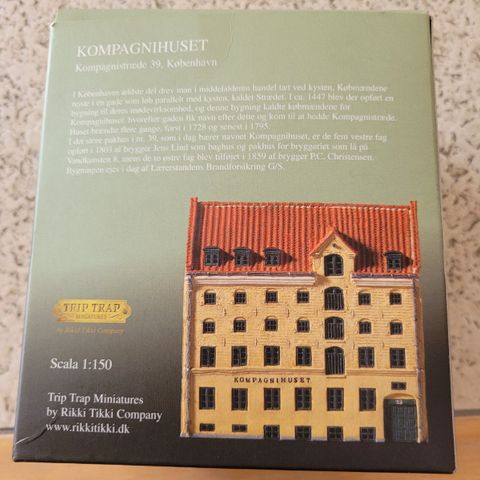 KOMPAGNIHUSET
Kompagnistræde 39, København
I Københavns ældste del drev man i middelalderen handel tæt ved kysten. Købmændene
rejste i en gade som løb parallelt med kysten, kaldet Strædet. I ca. 1447 blev der opført en
bygning til deres mødevirksomhed, og denne bygning kaldte købmændene for
Kompagnihuset, hvorefter gaden fik navn efter dette og kom til at hedde Kompagnistræde.
Huset brændte flere gange, først i 1728 og senest i 1795.
I det store pakhus i nr. 39, som i dag bærer navnet Kompagnihuset, er de fem vestre fag
opført i 1803 af brygger Jens Lind som baghus og pakhus for bryggeriet som lå på
Vandkunsten 8, mens de to østre fag blev tilføjet i 1859 af brygger P.C. Christensen.
Bygningen ejes i dag af Lærerstandens Brandforsikring G/S.
TRIP TRAP
MINIATURES
by Rikki Tikki Company
KOMPAGNIHUSET
Scala 1:150
Trip Trap Miniatures
by Rikki Tikki Company
www.rikkitikki.dk